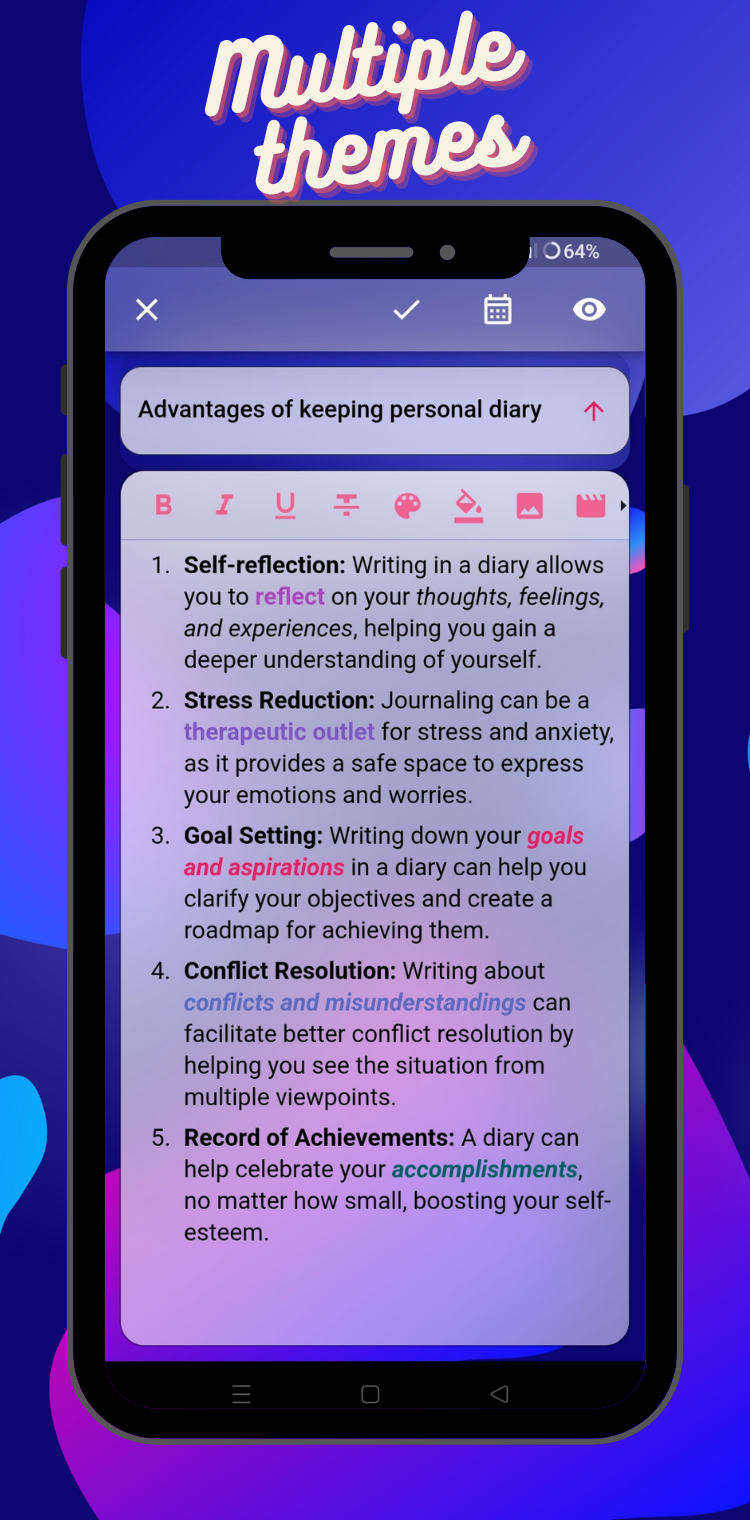 Multiple
themes
64%
Advantages of keeping personal diary
B I U S
1. Self-reflection: Writing in a diary allows
you to reflect on your thoughts, feelings,
and experiences, helping you gain a
deeper understanding of yourself.
2. Stress Reduction: Journaling can be a
therapeutic outlet for stress and anxiety,
as it provides a safe space to express
your emotions and worries.
3. Goal Setting: Writing down your goals
and aspirations in a diary can help you
clarify your objectives and create a
roadmap for achieving them.
4. Conflict Resolution: Writing about
conflicts and misunderstandings can
facilitate better conflict resolution by
helping you see the situation from
multiple viewpoints.
5. Record of Achievements: A diary can
help celebrate your accomplishments,
no matter how small, boosting your self-
esteem.